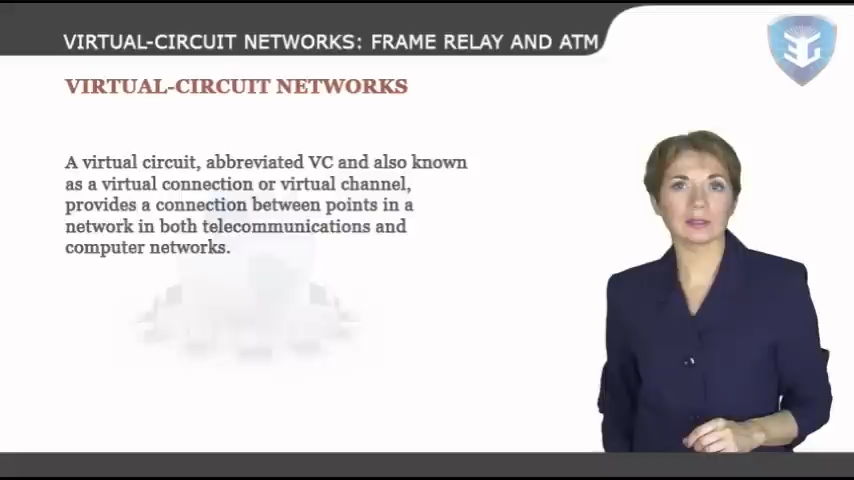 VIRTUAL-CIRCUIT NETWORKS: FRAME RELAY AND ATM
VIRTUAL-CIRCUIT NETWORKS
A virtual circuit, abbreviated VC and also known
as a virtual connection or virtual channel,
provides a connection between points in a
network in both telecommunications and
computer networks.